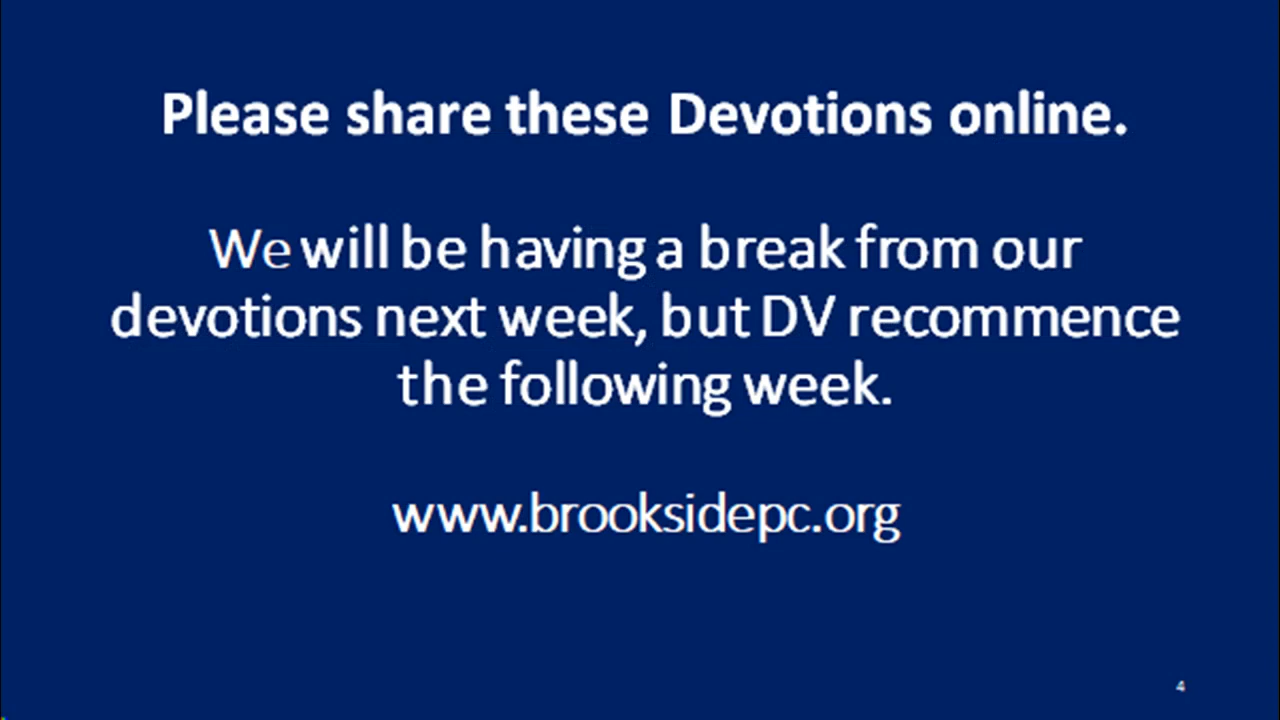 Please share these Devotions online.
We will be having a break from our
devotions next week, but DV recommence
the following week.
www.brooksidepc.org
4